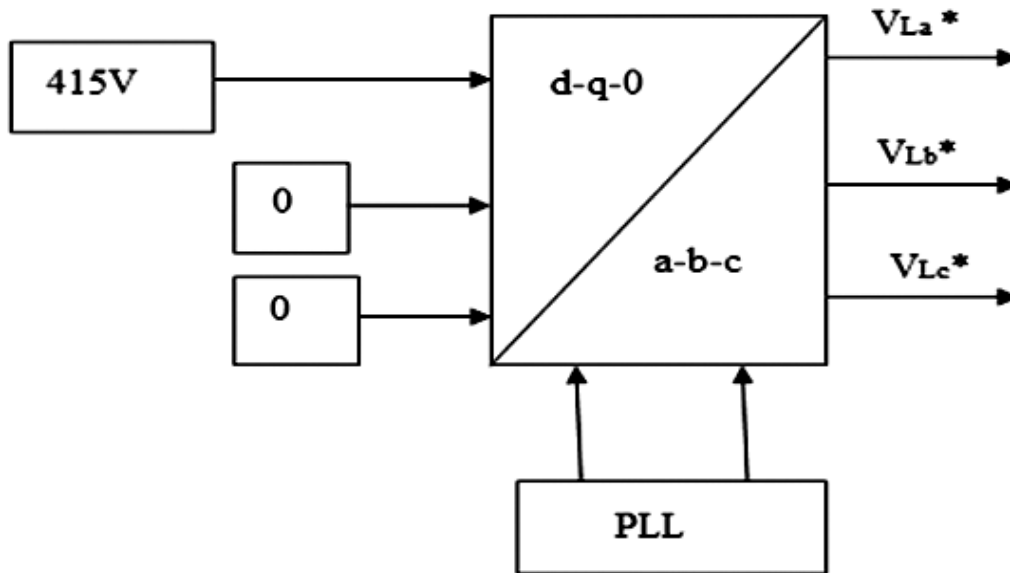 415V
0
0
d-q-0
a-b-c
VLa*
VLb*
VLc*
PLL